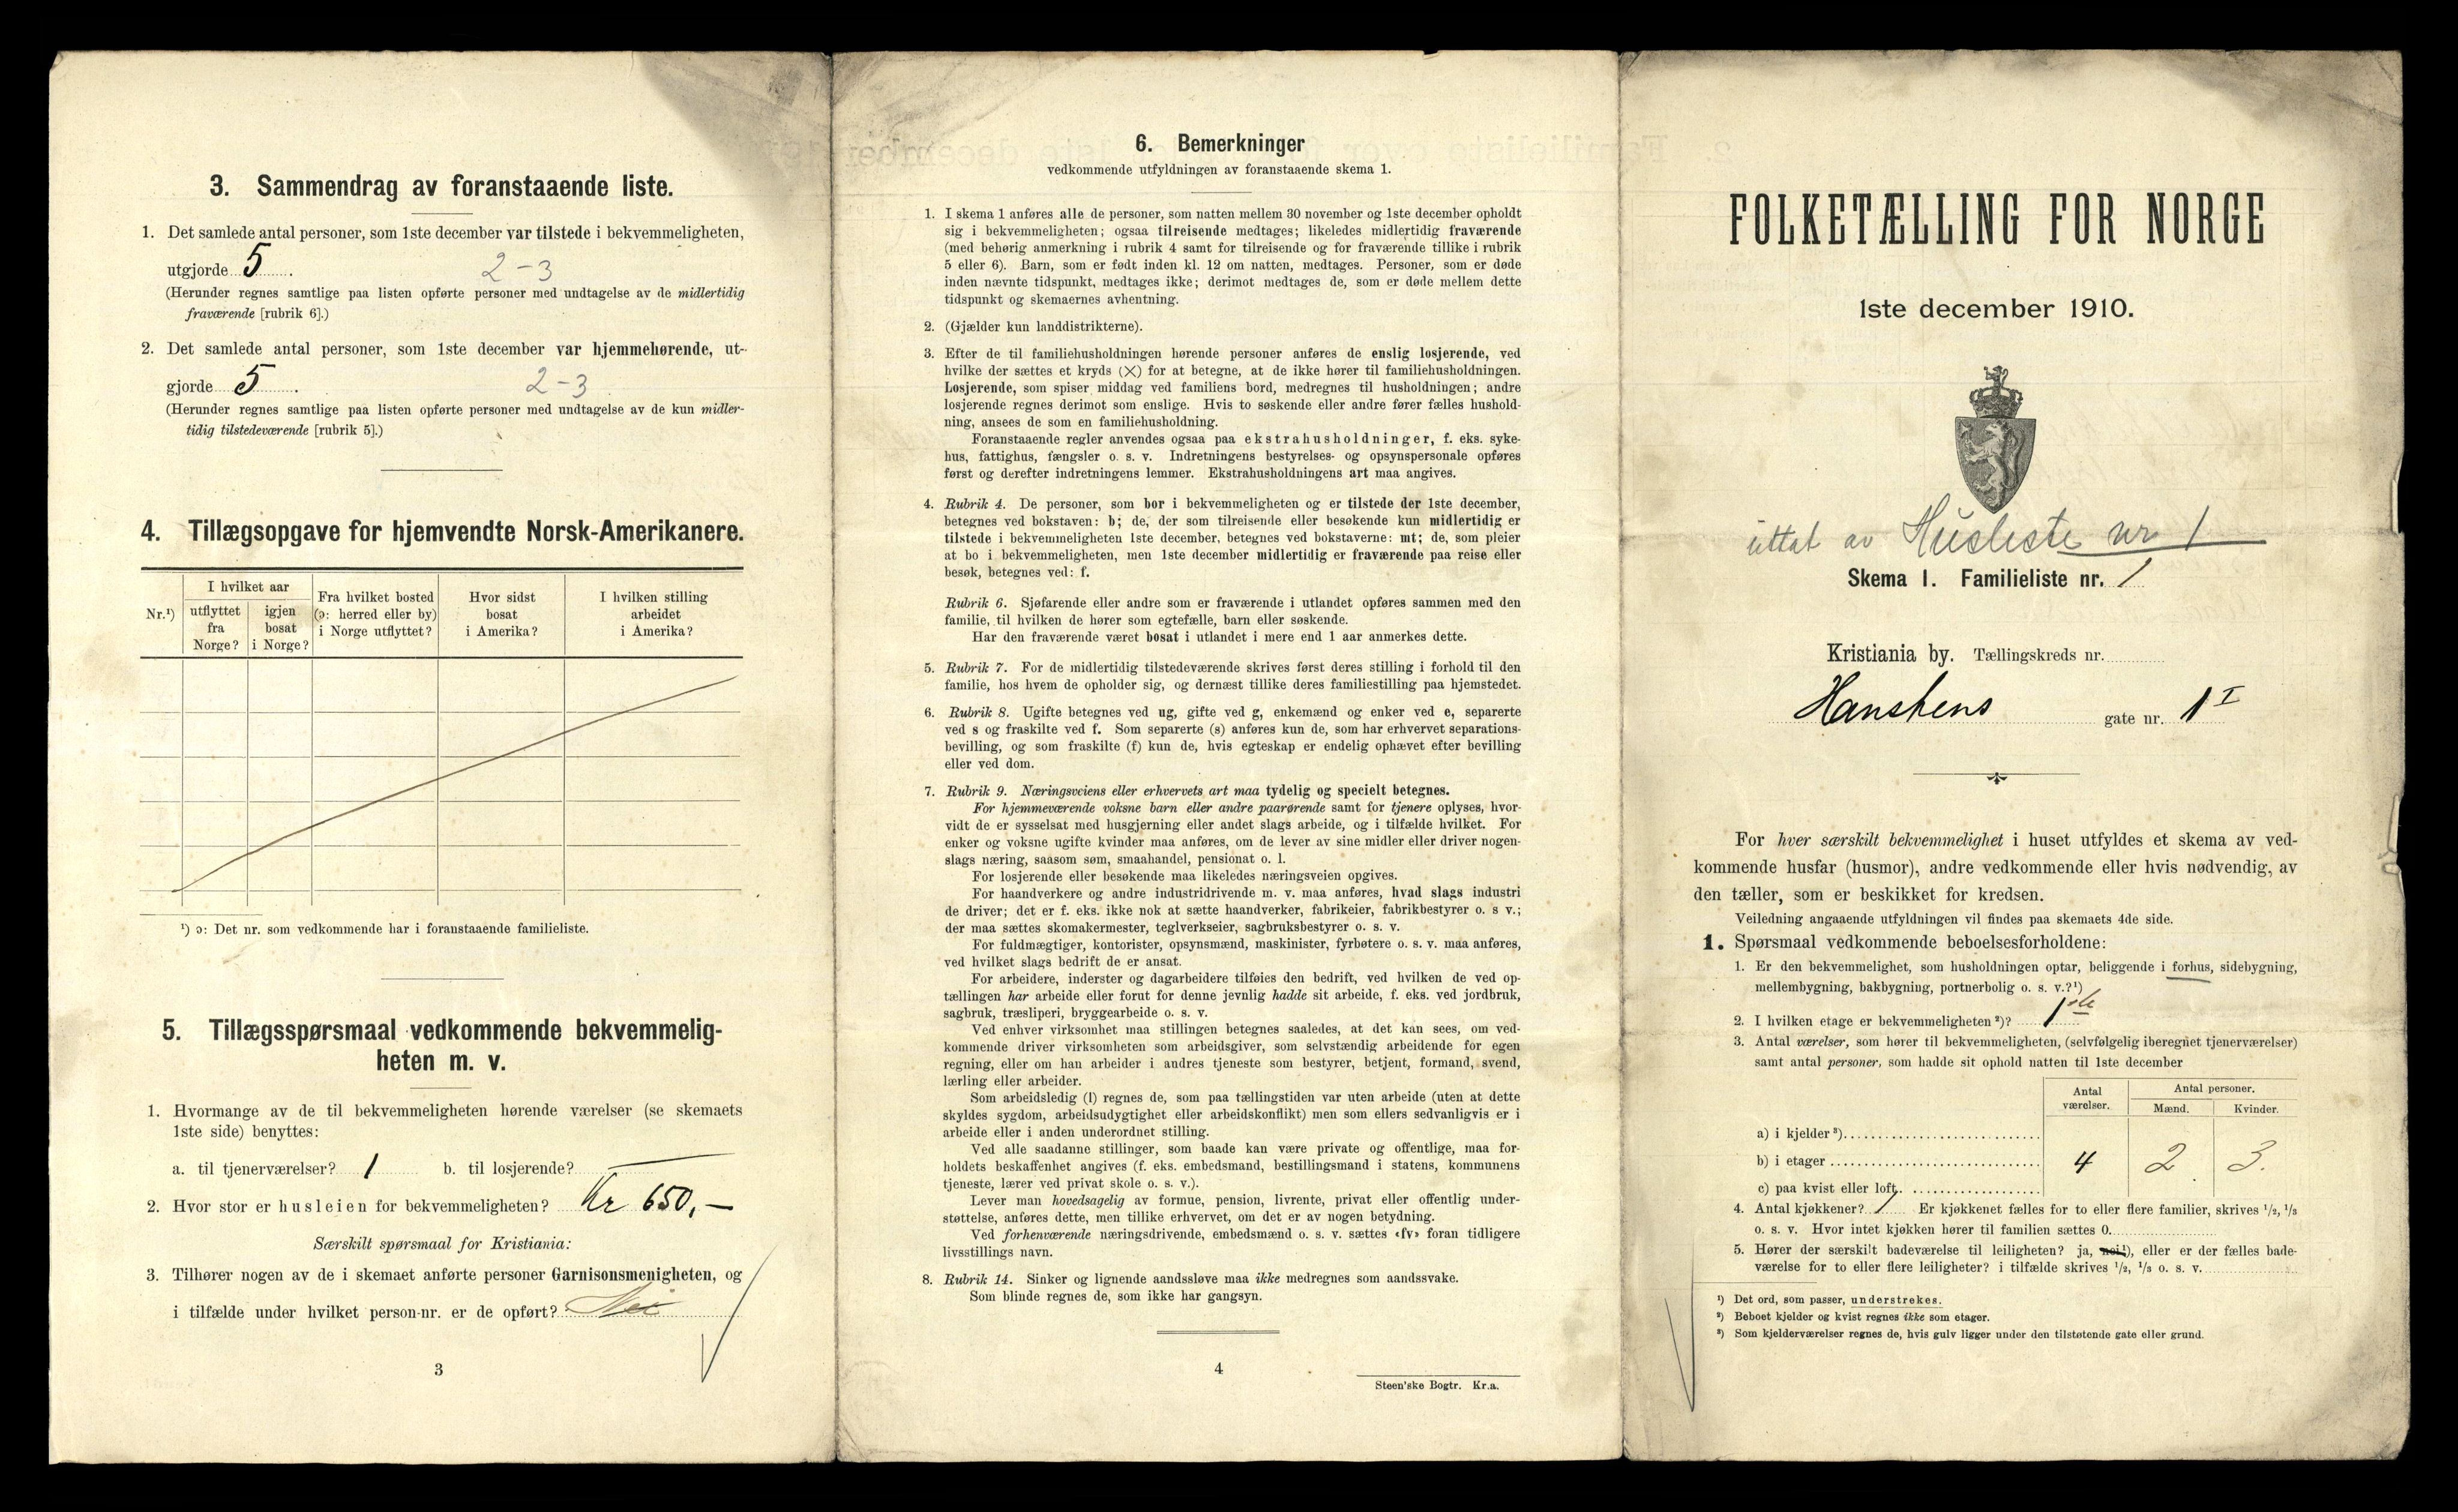 3. Sammendrag av foranstaaende liste.
1. Det samlede antal personer, som 1ste december var tilstede i bekvemmeligheten,
utgjorde 5. 2-3
(Herunder regnes samtlige paa listen opførte personer med undtagelse av de midlertidig
fraværende [rubrik 6].)
2. Det samlede antal personer, som 1ste december var hjemmehørende, ut-
gjorde 5. 2-3
(Herunder regnes samtlige paa listen opførte personer med undtagelse av de kun midler-
tidig tilstedeværende [rubrik 5].)
4. Tillægsopgave for hjemvendte Norsk-Amerikanere.
Nr.¹)
I hvilket aar
utflyttet
fra
Norge?
igjen
bosat
i Norge?
Fra hvilket bosted
(ɔ: herred eller by)
i Norge utflyttet?
Hvor sidst
bosat
i Amerika?
I hvilken stilling
arbeidet
i Amerika?
¹) ɔ: Det nr. som vedkommende har i foranstaaende familieliste.
5. Tillægsspørsmaal vedkommende bekvemmelig-
heten m. v.
1. Hvormange av de til bekvemmeligheten hørende værelser (se skemaets
1ste side) benyttes:
a. til tjenerværelser? 1 b. til losjerende? —
2. Hvor stor er husleien for bekvemmeligheten? Kr 650,—
Særskilt spørsmaal for Kristiania:
3. Tilhører nogen av de i skemaet anførte personer Garnisonsmenigheten, og
i tilfælde under hvilket person-nr. er de opført? Nei
3
6. Bemerkninger
vedkommende utfyldningen av foranstaaende skema 1.
1. I skema 1 anføres alle de personer, som natten mellem 30 november og 1ste december opholdt
sig i bekvemmeligheten; ogsaa tilreisende medtages; likeledes midlertidig fraværende
(med behørig anmerkning i rubrik 4 samt for tilreisende og for fraværende tillike i rubrik
5 eller 6). Barn, som er født inden kl. 12 om natten, medtages. Personer, som er døde
inden nævnte tidspunkt, medtages ikke; derimot medtages de, som er døde mellem dette
tidspunkt og skemaernes avhentning.
2. (Gjælder kun landdistrikterne).
3. Efter de til familiehusholdningen hørende personer anføres de enslig losjerende, ved
hvilke der sættes et kryds (×) for at betegne, at de ikke hører til familiehusholdningen.
Losjerende, som spiser middag ved familiens bord, medregnes til husholdningen; andre
losjerende regnes derimot som enslige. Hvis to søskende eller andre fører fælles hushold-
ning, ansees de som en familiehusholdning.
Foranstaaende regler anvendes ogsaa paa ekstrahusholdninger, f. eks. syke-
hus, fattighus, fængsler o. s. v. Indretningens bestyrelses- og opsynspersonale opføres
først og derefter indretningens lemmer. Ekstrahusholdningens art maa angives.
4. Rubrik 4. De personer, som bor i bekvemmeligheten og er tilstede der 1ste december,
betegnes ved bokstaven: b; de, der som tilreisende eller besøkende kun midlertidig er
tilstede i bekvemmeligheten 1ste december, betegnes ved bokstaverne: mt; de, som pleier
at bo i bekvemmeligheten, men 1ste december midlertidig er fraværende paa reise eller
besøk, betegnes ved: f.
Rubrik 6. Sjøfarende eller andre som er fraværende i utlandet opføres sammen med den
familie, til hvilken de hører som egtefælle, barn eller søskende.
Har den fraværende været bosat i utlandet i mere end 1 aar anmerkes dette.
5. Rubrik 7. For de midlertidig tilstedeværende skrives først deres stilling i forhold til den
familie, hos hvem de opholder sig, og dernæst tillike deres familiestilling paa hjemstedet.
6. Rubrik 8. Ugifte betegnes ved ug, gifte ved g, enkemænd og enker ved e, separerte
ved s og fraskilte ved f. Som separerte (s) anføres kun de, som har erhvervet separations-
bevilling, og som fraskilte (f) kun de, hvis egteskap er endelig ophævet efter bevilling
eller ved dom.
7. Rubrik 9. Næringsveiens eller erhvervets art maa tydelig og specielt betegnes.
For hjemmeværende voksne barn eller andre paarørende samt for tjenere oplyses, hvor-
vidt de er sysselsat med husgjerning eller andet slags arbeide, og i tilfælde hvilket. For
enker og voksne ugifte kvinder maa anføres, om de lever av sine midler eller driver nogen-
slags næring, saasom søm, smaahandel, pensionat o. l.
For losjerende eller besøkende maa likeledes næringsveien opgives.
For haandverkere og andre industridrivende m. v. maa anføres, hvad slags industri
de driver; det er f. eks. ikke nok at sætte haandverker, fabrikeier, fabrikbestyrer o. s v.;
der maa sættes skomakermester, teglverkseier, sagbruksbestyrer o. s. v.
For fuldmægtiger, kontorister, opsynsmænd, maskinister, fyrbøtere o. s. v. maa anføres,
ved hvilket slags bedrift de er ansat.
For arbeidere, inderster og dagarbeidere tilføies den bedrift, ved hvilken de ved op-
tællingen har arbeide eller forut for denne jevnlig hadde sit arbeide, f. eks. ved jordbruk,
sagbruk, træsliperi, bryggearbeide o. s. v.
Ved enhver virksomhet maa stillingen betegnes saaledes, at det kan sees, om ved-
kommende driver virksomheten som arbeidsgiver, som selvstændig arbeidende for egen
regning, eller om han arbeider i andres tjeneste som bestyrer, betjent, formand, svend,
lærling eller arbeider.
Som arbeidsledig (l) regnes de, som paa tællingstiden var uten arbeide (uten at dette
skyldes sygdom, arbeidsudygtighet eller arbeidskonflikt) men som ellers sedvanligvis er i
arbeide eller i anden underordnet stilling.
Ved alle saadanne stillinger, som baade kan være private og offentlige, maa for-
holdets beskaffenhet angives (f. eks. embedsmand, bestillingsmand i statens, kommunens
tjeneste, lærer ved privat skole o. s. v.).
Lever man hovedsagelig av formue, pension, livrente, privat eller offentlig under-
støttelse, anføres dette, men tillike erhvervet, om det er av nogen betydning.
Ved forhenværende næringsdrivende, embedsmænd o. s. v. sættes «fv» foran tidligere
livsstillings navn.
8. Rubrik 14. Sinker og lignende aandssløve maa ikke medregnes som aandssvake.
Som blinde regnes de, som ikke har gangsyn.
4
Steen'ske Bogtr. Kr.a.
FOLKETÆLLING FOR NORGE
1ste december 1910.
uttat av Husliste nr 1
Skema 1. Familieliste nr. 1
Kristiania by. Tællingskreds nr.
Hanstens gate nr. 1 I
For hver særskilt bekvemmelighet i huset utfyldes et skema av ved-
kommende husfar (husmor), andre vedkommende eller hvis nødvendig, av
den tæller, som er beskikket for kredsen.
Veiledning angaaende utfyldningen vil findes paa skemaets 4de side.
1. Spørsmaal vedkommende beboelsesforholdene:
1. Er den bekvemmelighet, som husholdningen optar, beliggende i forhus, sidebygning,
mellembygning, bakbygning, portnerbolig o. s. v.?¹)
2. I hvilken etage er bekvemmeligheten²)? 1ste
3. Antal værelser, som hører til bekvemmeligheten, (selvfølgelig iberegnet tjenerværelser)
samt antal personer, som hadde sit ophold natten til 1ste december
Antal
værelser.
Antal personer.
Mænd. Kvinder.
a) i kjelder³)
b) i etager 4 2 3.
c) paa kvist eller loft
4. Antal kjøkkener? 1 Er kjøkkenet fælles for to eller flere familier, skrives ¹/₂, ¹/₃
o. s. v. Hvor intet kjøkken hører til familien sættes 0.
5. Hører der særskilt badeværelse til leiligheten? ja, nei¹), eller er der fælles bade-
værelse for to eller flere leiligheter? i tilfælde skrives ¹/₂, ¹/₃ o. s. v.
¹) Det ord, som passer, understrekes.
²) Beboet kjelder og kvist regnes ikke som etager.
³) Som kjelderværelser regnes de, hvis gulv ligger under den tilstøtende gate eller grund.